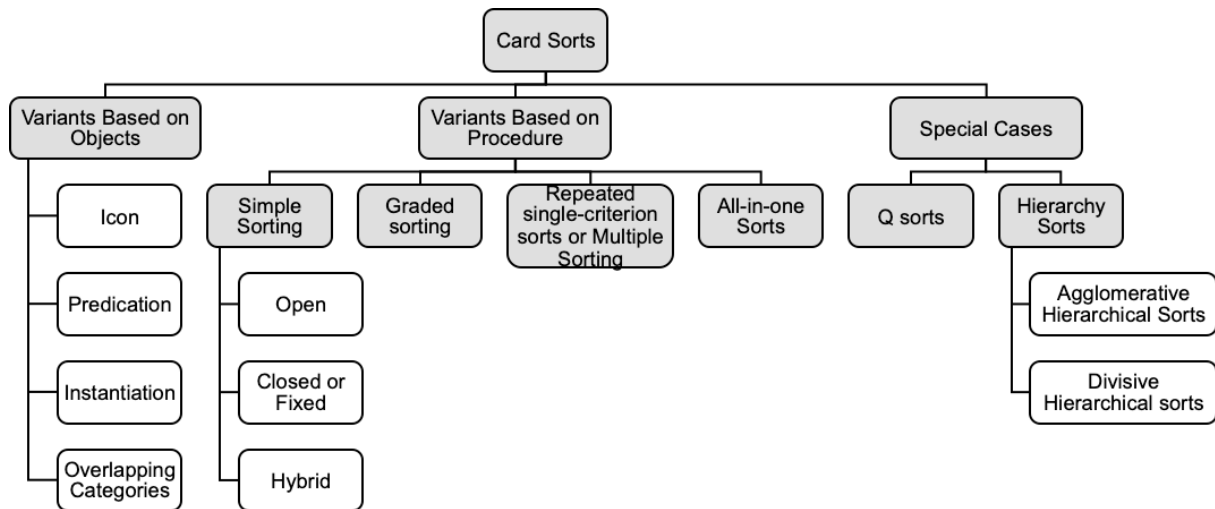 Card Sorts
Variants Based on
Objects
Variants Based on
Procedure
Special Cases
Icon
Predication
Instantiation
Overlapping
Categories
Simple
Sorting
Graded
sorting
Repeated
single-criterion
sorts or Multiple
Sorting
All-in-one
Sorts
Open
Closed or
Fixed
Hybrid
Q sorts
Hierarchy
Sorts
Agglomerative
Hierarchical Sorts
Divisive
Hierarchical sorts